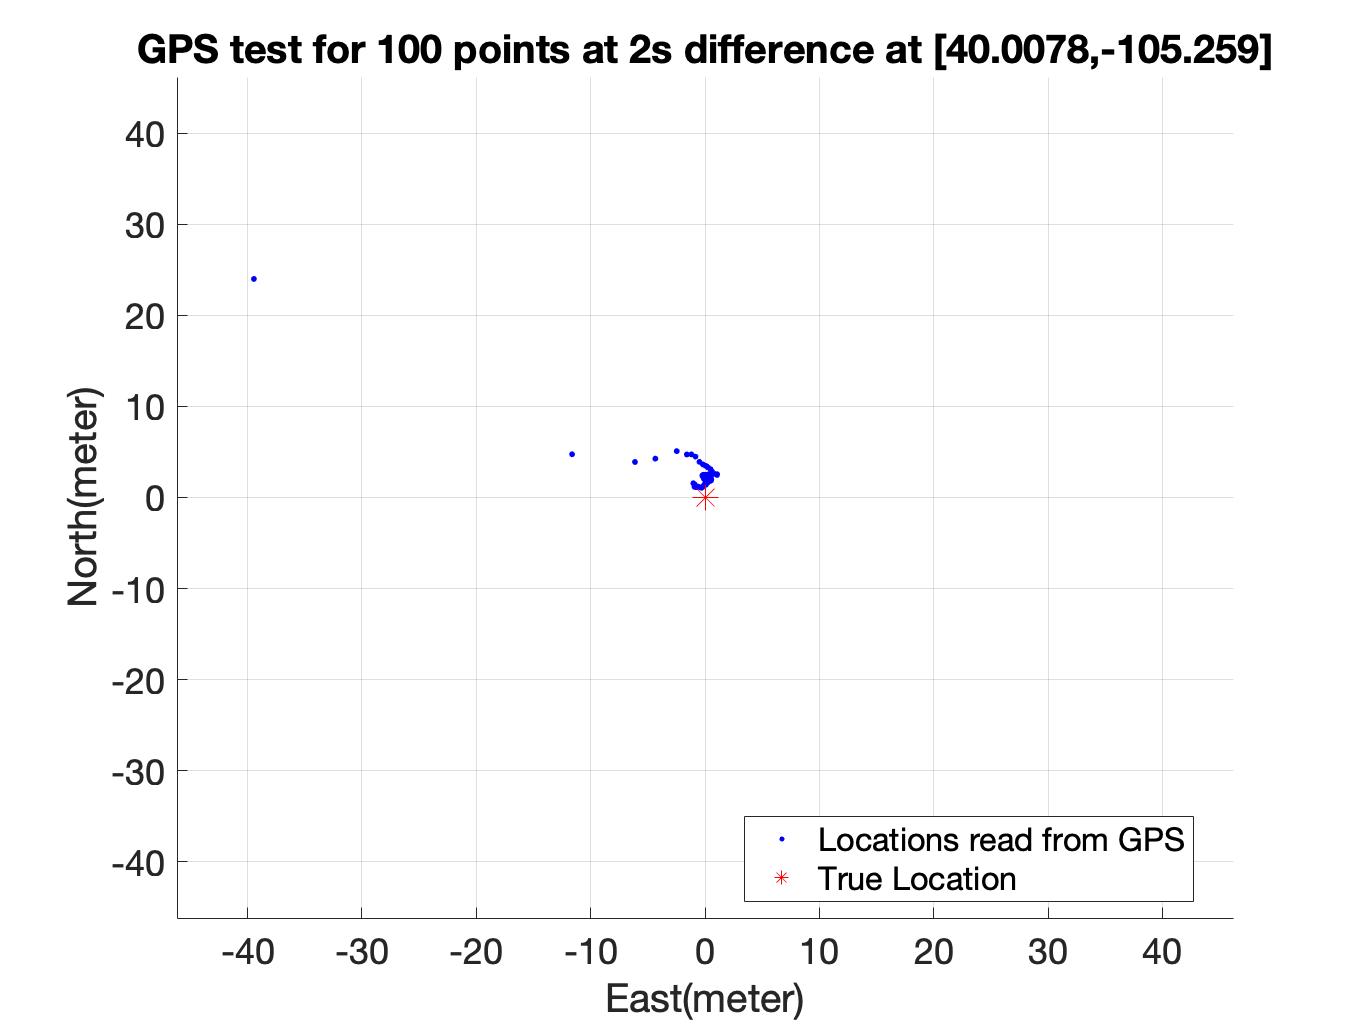 GPS test for 100 points at 2s difference at [40.0078,-105.259]
40
30
20
10
0
-10
-20
-30
-40
North(meter)
Locations read from GPS
True Location
-40 -30 -20 -10 0 10 20 30 40
East(meter)